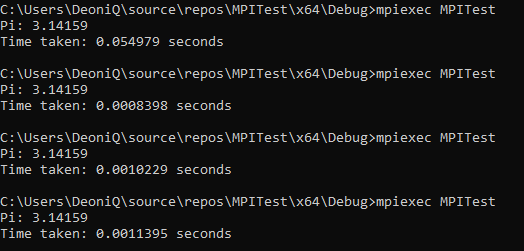 C:\Users\DeoniQ\source\repos\MPITest\x64\Debug>mpiexec MPITest
Pi: 3.14159
Time taken: 0.054979 seconds
C:\Users\DeoniQ\source\repos\MPITest\x64\Debug>mpiexec MPITest
Pi: 3.14159
Time taken: 0.0008398 seconds
C:\Users\DeoniQ\source\repos\MPITest\x64\Debug>mpiexec MPITest
Pi: 3.14159
Time taken: 0.0010229 seconds
C:\Users\DeoniQ\source\repos\MPITest\x64\Debug>mpiexec MPITest
Pi: 3.14159
Time taken: 0.0011395 seconds